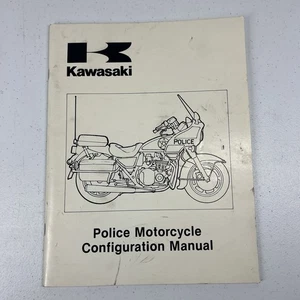 Kawasaki
POLICE
Police Motorcycle
Configuration Manual